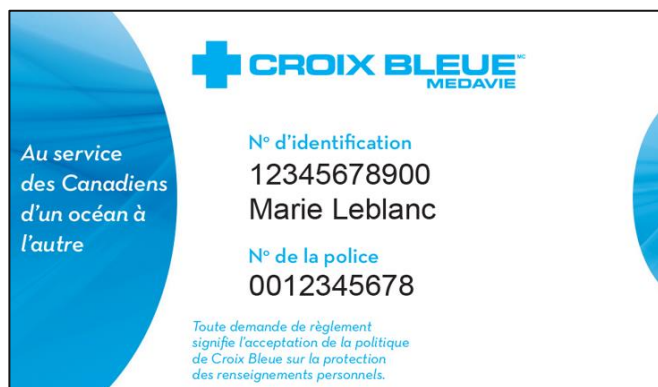 CROIX BLEUE MC
MEDAVIE
Au service
des Canadiens
d'un océan à
l'autre
Nº d'identification
12345678900
Marie Leblanc
Nº de la police
0012345678
Toute demande de règlement
signifie l'acceptation de la politique
de Croix Bleue sur la protection
des renseignements personnels.